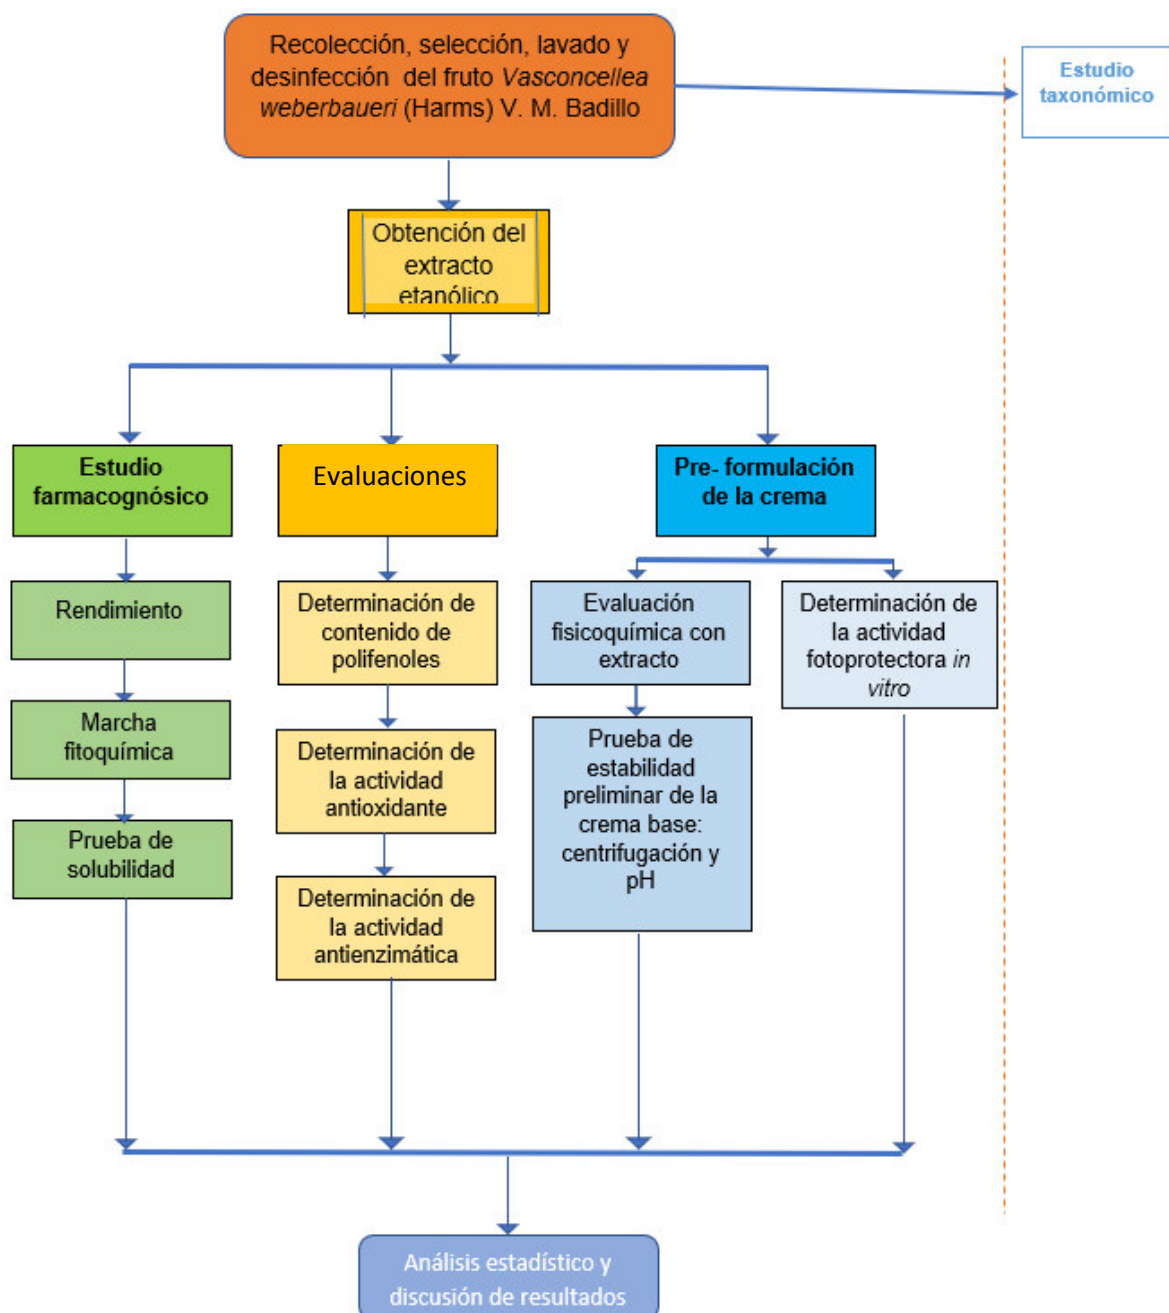 Recolección, selección, lavado y
desinfección del fruto Vasconcellea
weberbaueri (Harms) V. M. Badillo
Estudio
taxonómico
Obtención del
extracto
etanólico
Estudio
farmacognósico
Rendimiento
Marcha
fitoquímica
Prueba de
solubilidad
Evaluaciones
Determinación de
contenido de
polifenoles
Determinación de
la actividad
antioxidante
Determinación de
la actividad
antienzimática
Pre- formulación
de la crema
Evaluación
fisicoquímica con
extracto
Prueba de
estabilidad
preliminar de la
crema base:
centrifugación y
pH
Determinación de
la actividad
fotoprotectora in
vitro
Análisis estadístico y
discusión de resultados